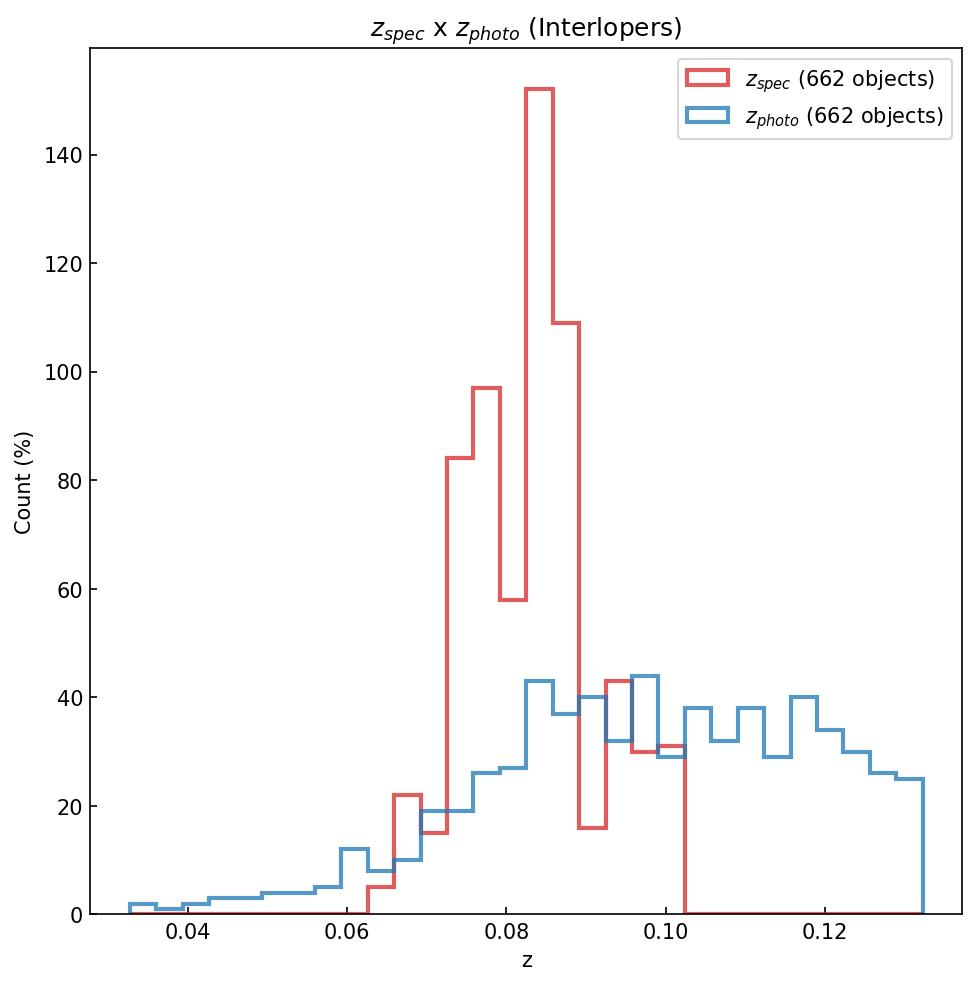 z_spec x z_photo (Interlopers)
z_spec (662 objects)
z_photo (662 objects)
Count (%)
140
120
100
80
60
40
20
0
0.04 0.06 0.08 0.10 0.12
z